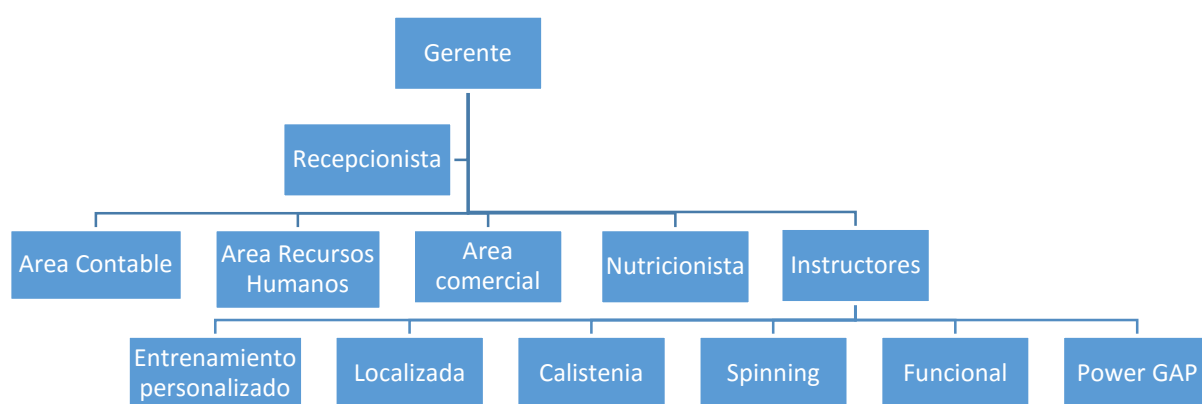 Gerente
Recepcionista
Area Contable
Area Recursos
Humanos
Area
comercial
Nutricionista
Instructores
Entrenamiento
personalizado
Localizada
Calistenia
Spinning
Funcional
Power GAP